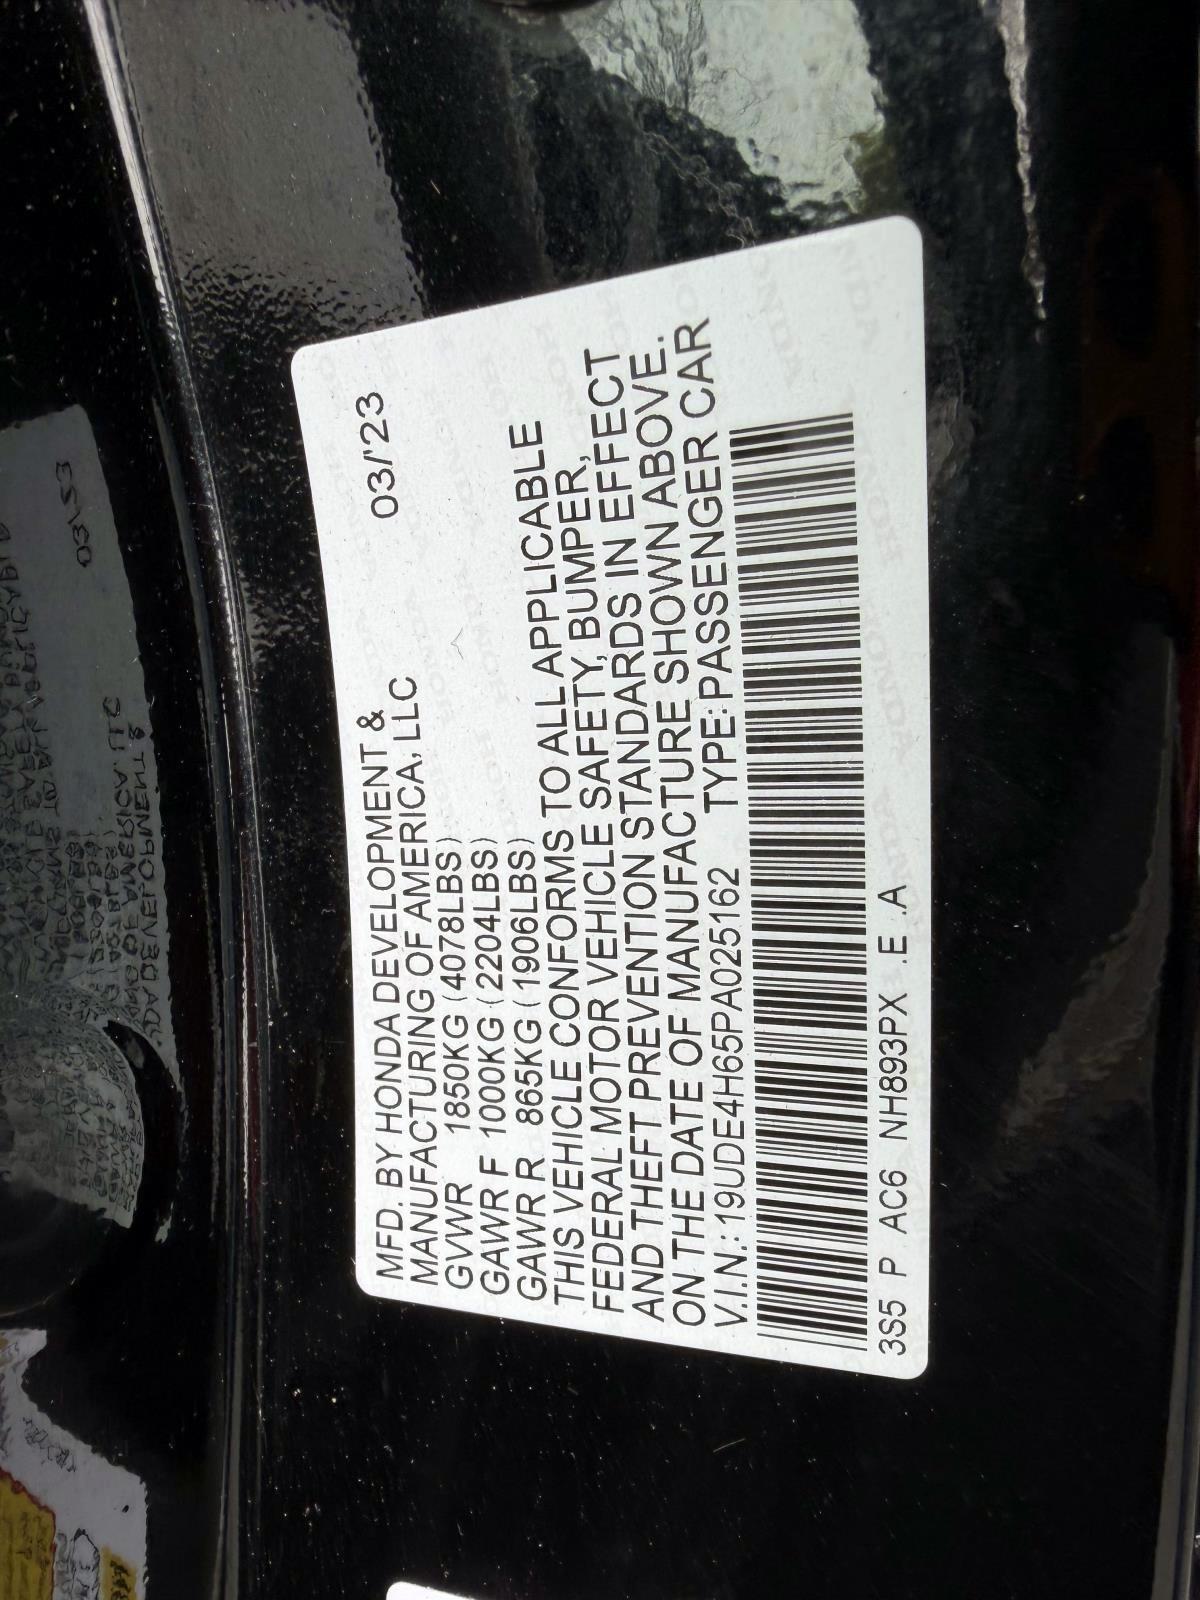 MFD. BY HONDA DEVELOPMENT &
MANUFACTURING OF AMERICA, LLC 03/'23
GVWR 1850KG (4078LBS)
GAWR F 1000KG (2204LBS)
GAWR R 865KG (1906LBS)
THIS VEHICLE CONFORMS TO ALL APPLICABLE
FEDERAL MOTOR VEHICLE SAFETY, BUMPER,
AND THEFT PREVENTION STANDARDS IN EFFECT
ON THE DATE OF MANUFACTURE SHOWN ABOVE.
V.I.N.: 19UDE4H65PA025162 TYPE: PASSENGER CAR
3S5 P AC6 NH893PX .E .A